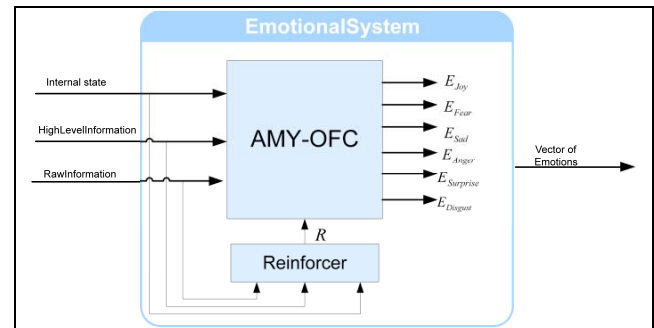 EmotionalSystem
Internal state
HighLevelInformation
RawInformation
AMY-OFC
E_Joy
E_Fear
E_Sad
E_Anger
E_Surprise
E_Disgust
Vector of
Emotions
R
Reinforcer